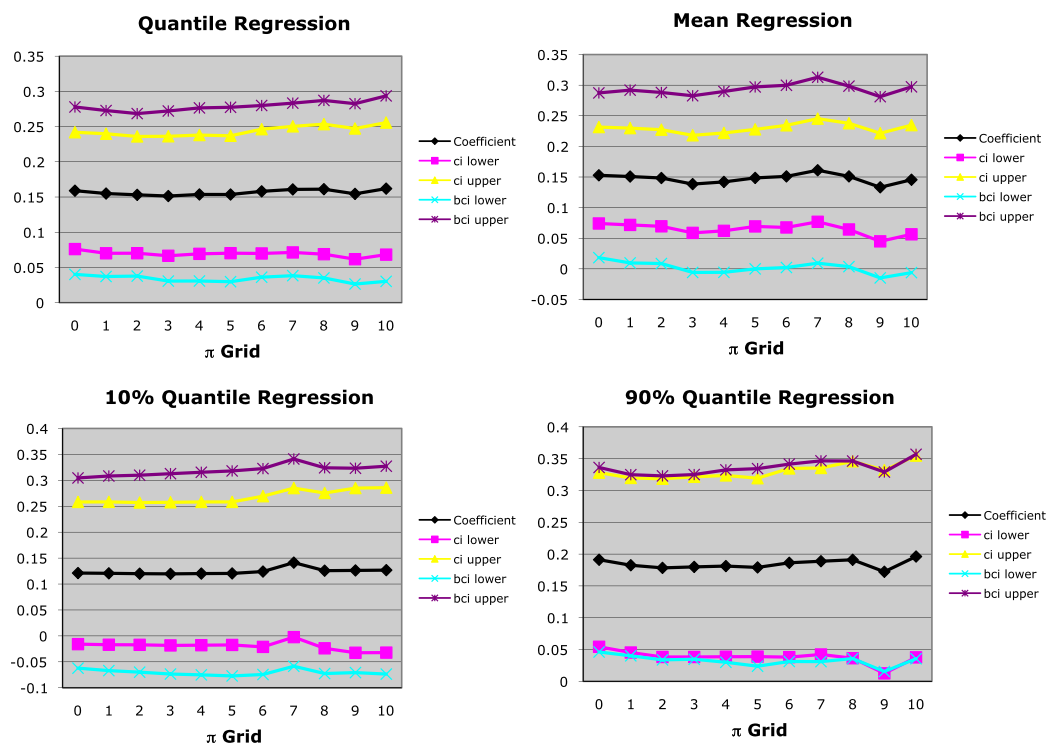 Quantile Regression
0.35
0.3
0.25
0.2
0.15
0.1
0.05
0
0 1 2 3 4 5 6 7 8 9 10
π Grid
Coefficient
ci lower
ci upper
bci lower
bci upper
Mean Regression
0.35
0.3
0.25
0.2
0.15
0.1
0.05
0
-0.05
0 1 2 3 4 5 6 7 8 9 10
π Grid
Coefficient
ci lower
ci upper
bci lower
bci upper
10% Quantile Regression
0.4
0.35
0.3
0.25
0.2
0.15
0.1
0.05
0
-0.05
-0.1
0 1 2 3 4 5 6 7 8 9 10
π Grid
Coefficient
ci lower
ci upper
bci lower
bci upper
90% Quantile Regression
0.4
0.35
0.3
0.25
0.2
0.15
0.1
0.05
0
0 1 2 3 4 5 6 7 8 9 10
π Grid
Coefficient
ci lower
ci upper
bci lower
bci upper